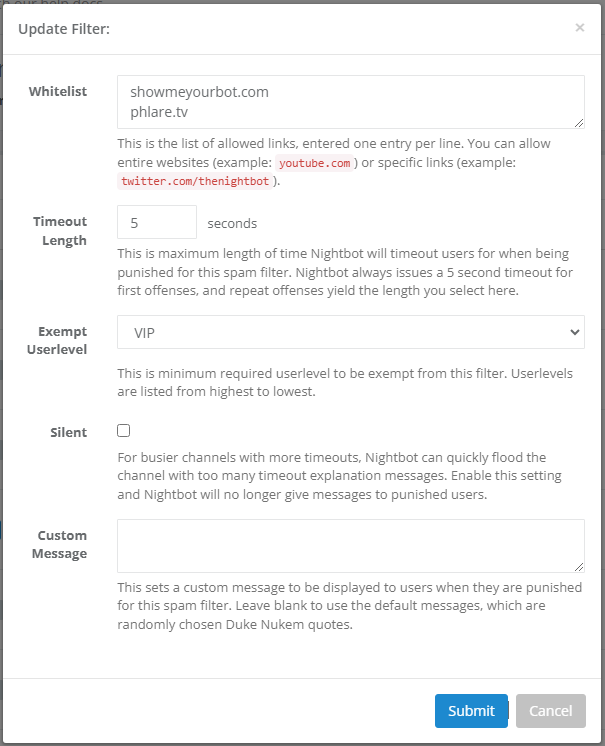 Update Filter:
×
Whitelist
showmeyourbot.com
phlare.tv
This is the list of allowed links, entered one entry per line. You can allow
entire websites (example: youtube.com ) or specific links (example:
twitter.com/thenightbot ).
Timeout
Length
5
seconds
This is maximum length of time Nightbot will timeout users for when being
punished for this spam filter. Nightbot always issues a 5 second timeout for
first offenses, and repeat offenses yield the length you select here.
Exempt
Userlevel
VIP
This is minimum required userlevel to be exempt from this filter. Userlevels
are listed from highest to lowest.
Silent
For busier channels with more timeouts, Nightbot can quickly flood the
channel with too many timeout explanation messages. Enable this setting
and Nightbot will no longer give messages to punished users.
Custom
Message
This sets a custom message to be displayed to users when they are punished
for this spam filter. Leave blank to use the default messages, which are
randomly chosen Duke Nukem quotes.
Submit
Cancel